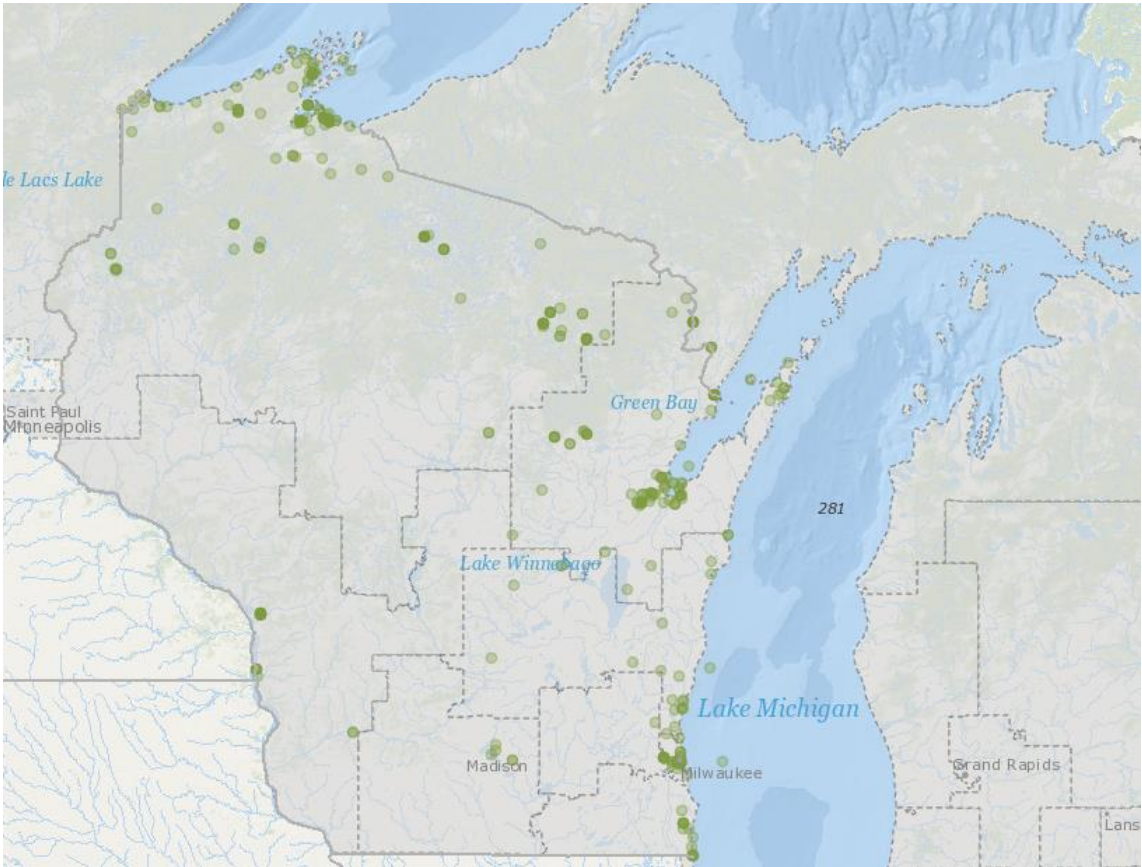 le Lacs Lake
Saint Paul
Minneapolis
Green Bay
281
Lake Winnebago
Lake Michigan
Madison
Milwaukee
Grand Rapids
Lans